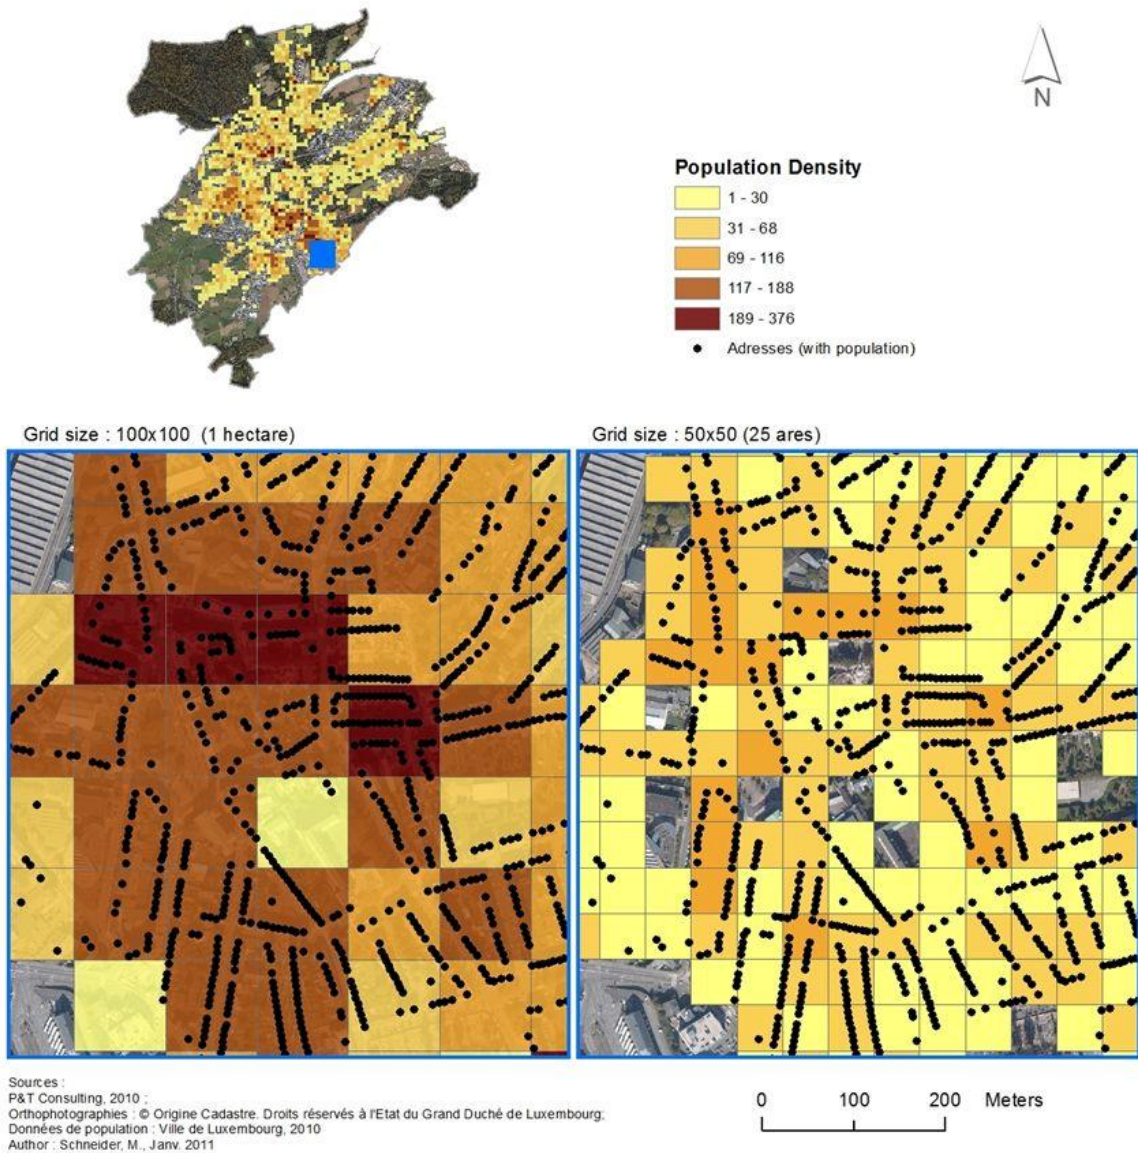 N
Population Density
1 - 30
31 - 68
69 - 116
117 - 188
189 - 376
Adresses (with population)
Grid size : 100x100 (1 hectare)
Grid size : 50x50 (25 ares)
Sources :
P&T Consulting, 2010 ;
Orthophotographies : © Origine Cadastre. Droits réservés à l'Etat du Grand Duché de Luxembourg;
Données de population : Ville de Luxembourg, 2010
Author : Schneider, M., Janv. 2011
0 100 200 Meters